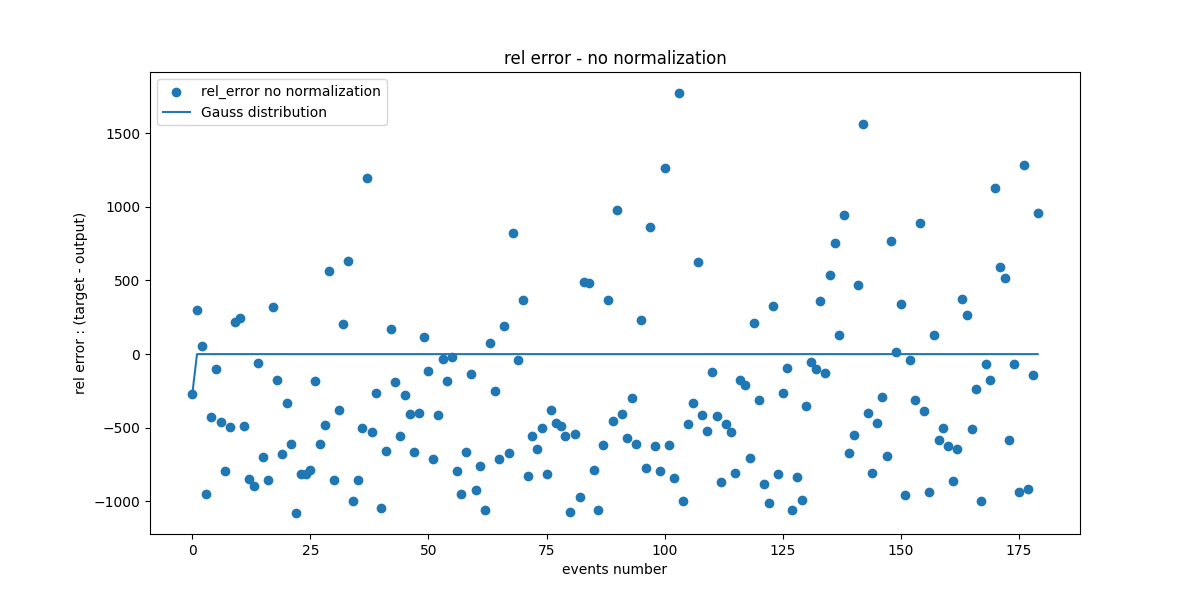 rel error - no normalization
rel_error no normalization
Gauss distribution
rel error : (target - output)
1500
1000
500
0
−500
−1000
0 25 50 75 100 125 150 175
events number